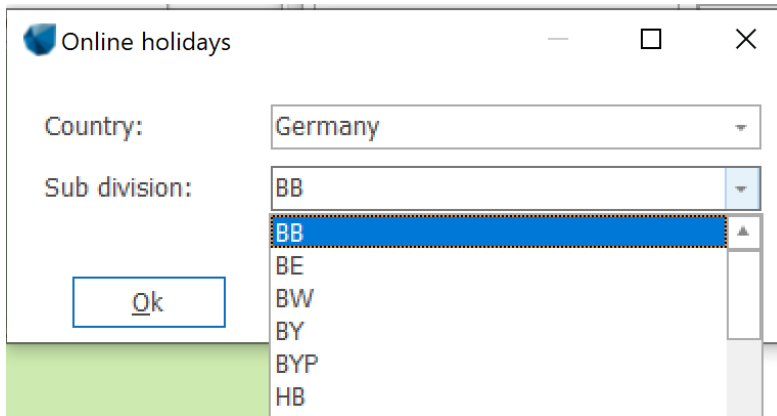 Online holidays
Country: Germany
Sub division: BB
BB
BE
BW
BY
BYP
HB
Ok